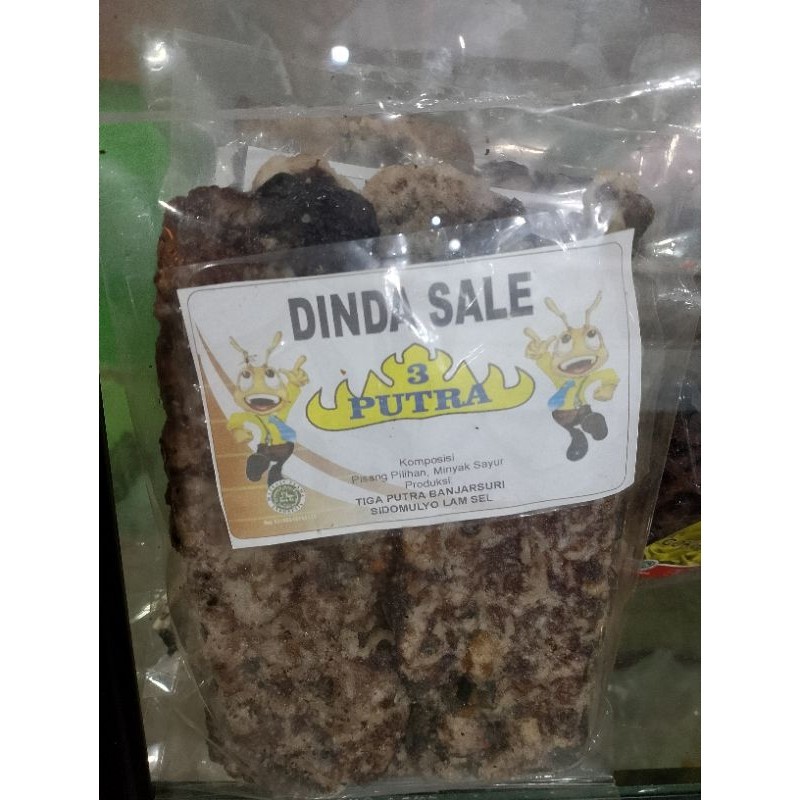 DINDA SALE
3
PUTRA
Komposisi
Pisang Pilihan, Minyak Sayur
Produksi:
TIGA PUTRA BANJARSURI
SIDOMULYO LAM SEL